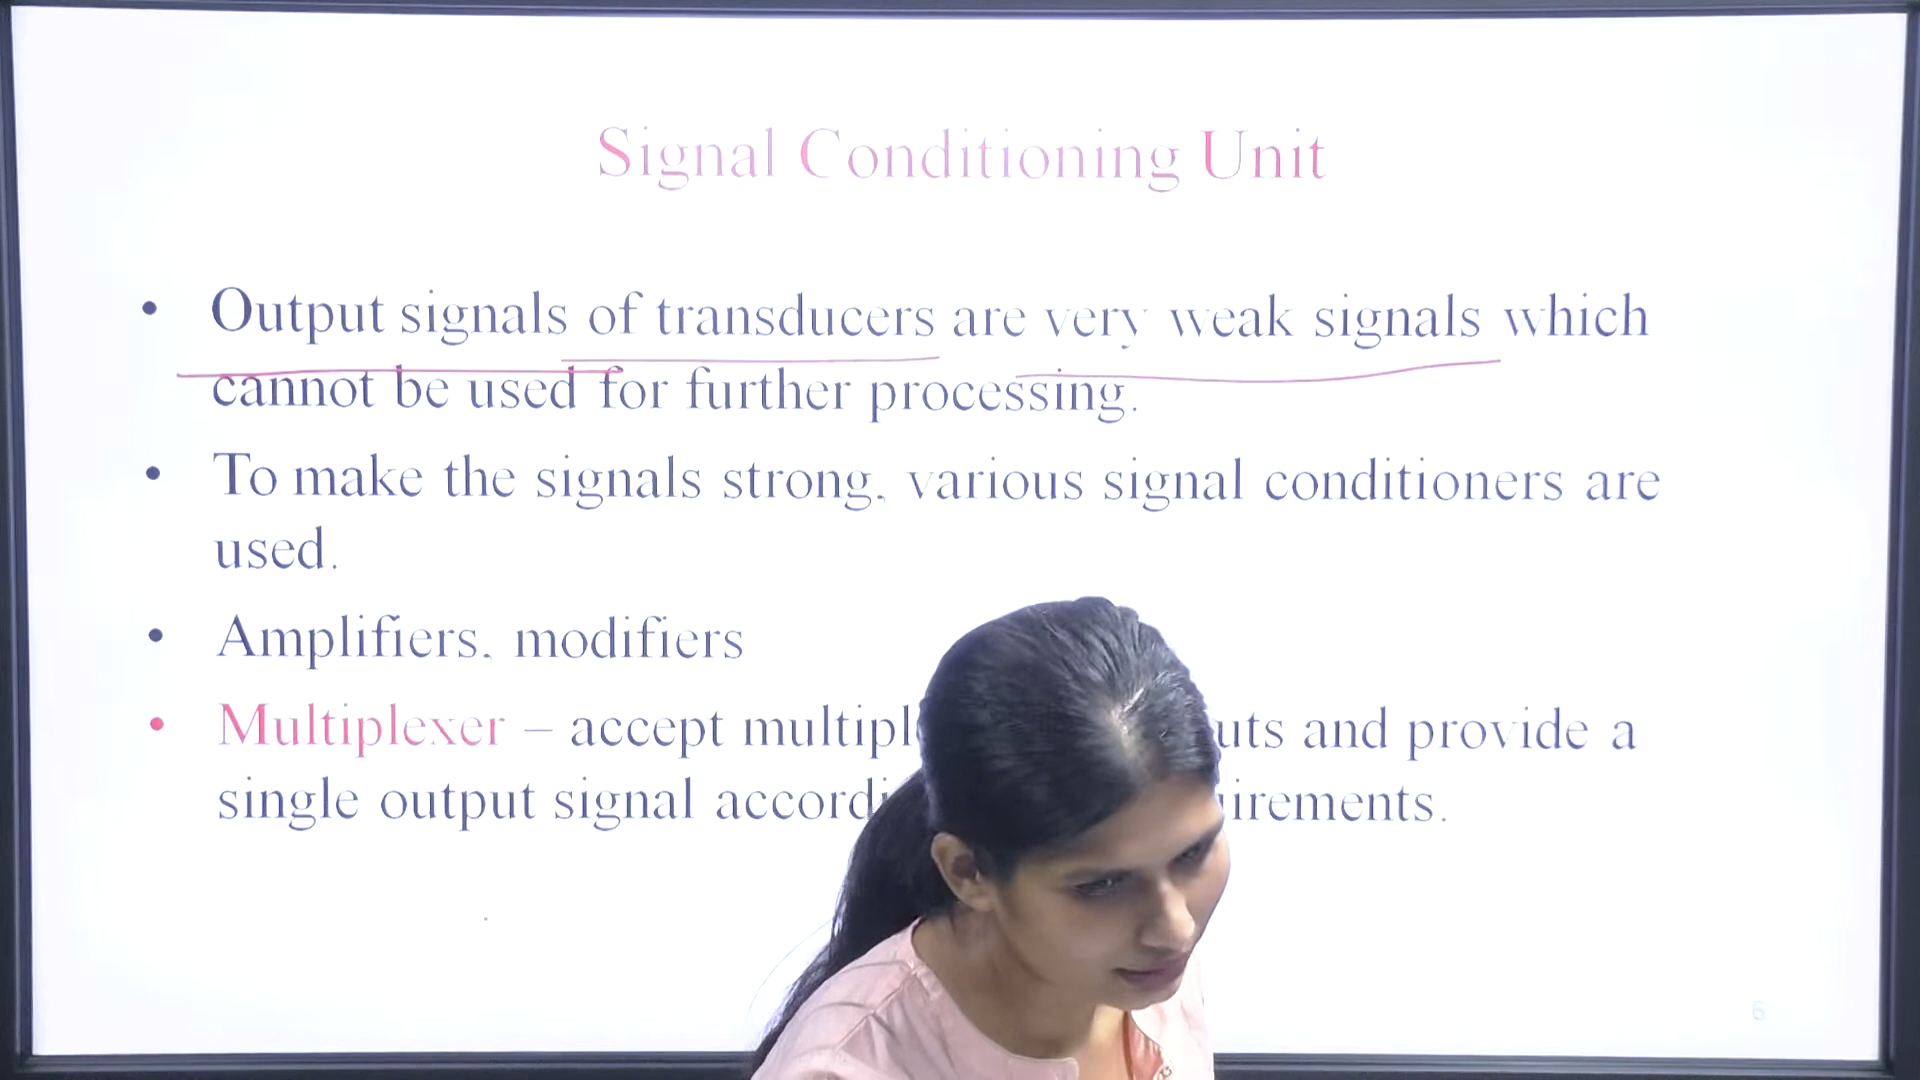 Signal Conditioning Unit
• Output signals of transducers are very weak signals which
cannot be used for further processing.
• To make the signals strong, various signal conditioners are
used.
• Amplifiers, modifiers
• Multiplexer – accept multipl uts and provide a
single output signal accordi irements.
6